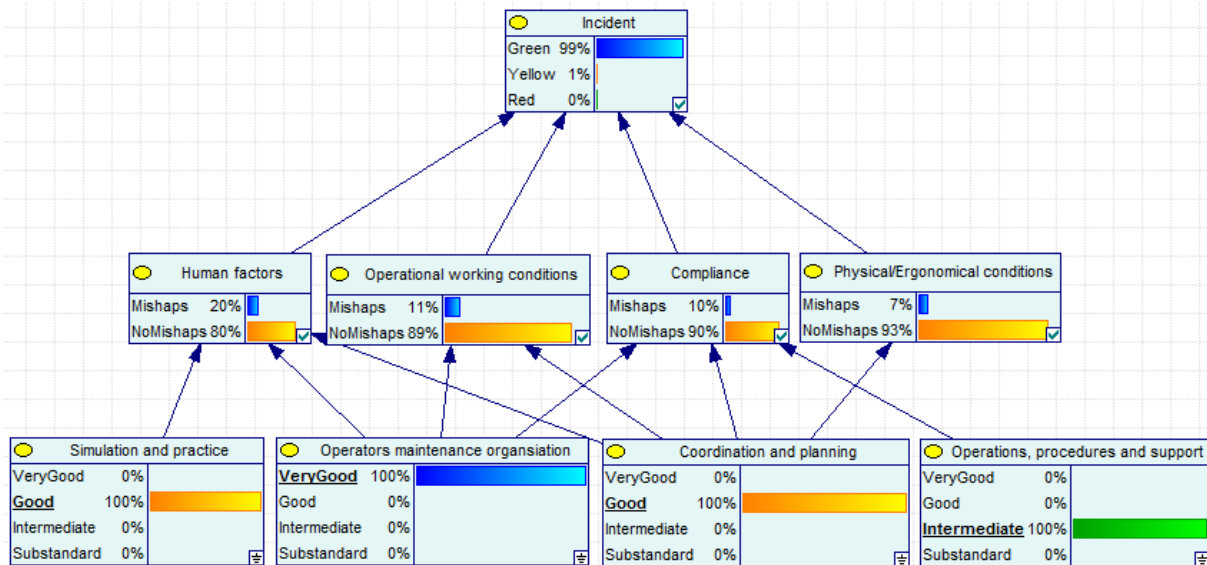 Incident
Green 99%
Yellow 1%
Red 0%
Human factors
Mishaps 20%
NoMishaps 80%
Operational working conditions
Mishaps 11%
NoMishaps 89%
Compliance
Mishaps 10%
NoMishaps 90%
Physical/Ergonomical conditions
Mishaps 7%
NoMishaps 93%
Simulation and practice
VeryGood 0%
Good 100%
Intermediate 0%
Substandard 0%
Operators maintenance organsiation
VeryGood 100%
Good 0%
Intermediate 0%
Substandard 0%
Coordination and planning
VeryGood 0%
Good 100%
Intermediate 0%
Substandard 0%
Operations, procedures and support
VeryGood 0%
Good 0%
Intermediate 100%
Substandard 0%